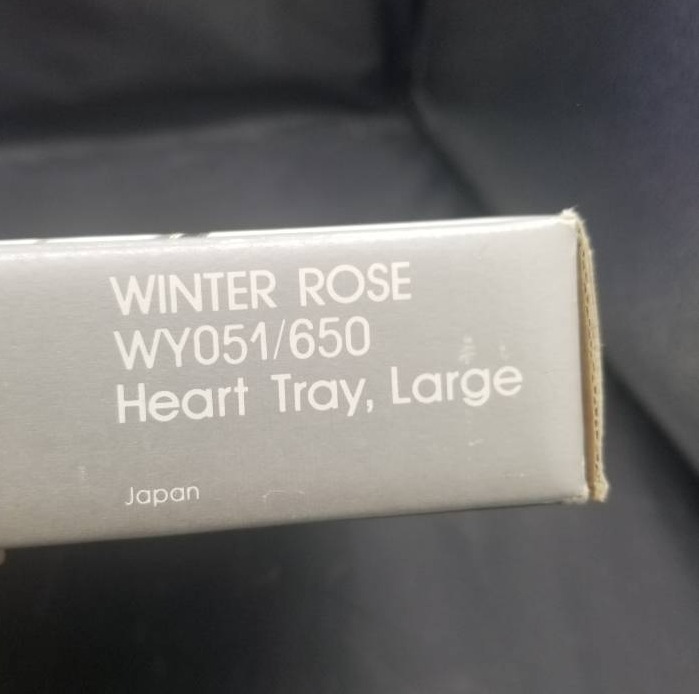 WINTER ROSE
WY051/650
Heart Tray, Large
Japan